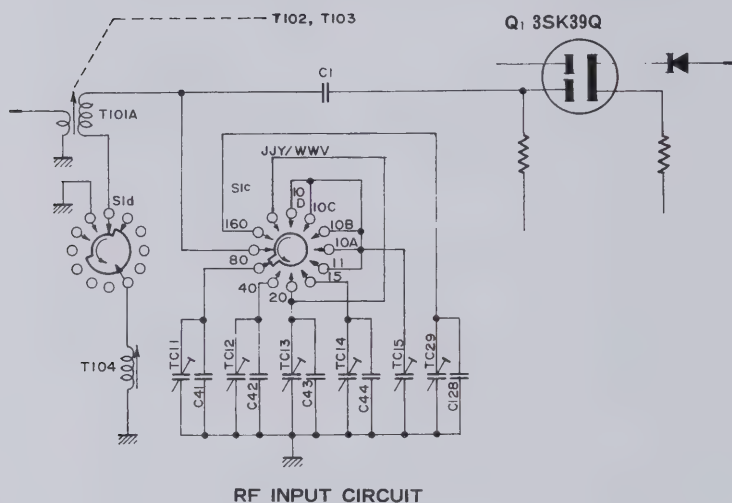 T102, T103
Q1 3SK39Q
C1
T101A
JJY/WWV
S1c
10
D
10C
S1d
160
10B
10A
80
11
15
40
20
T104
TC11
C41
TC12
C42
TC13
C43
TC14
C44
TC15
TC29
C128
RF INPUT CIRCUIT